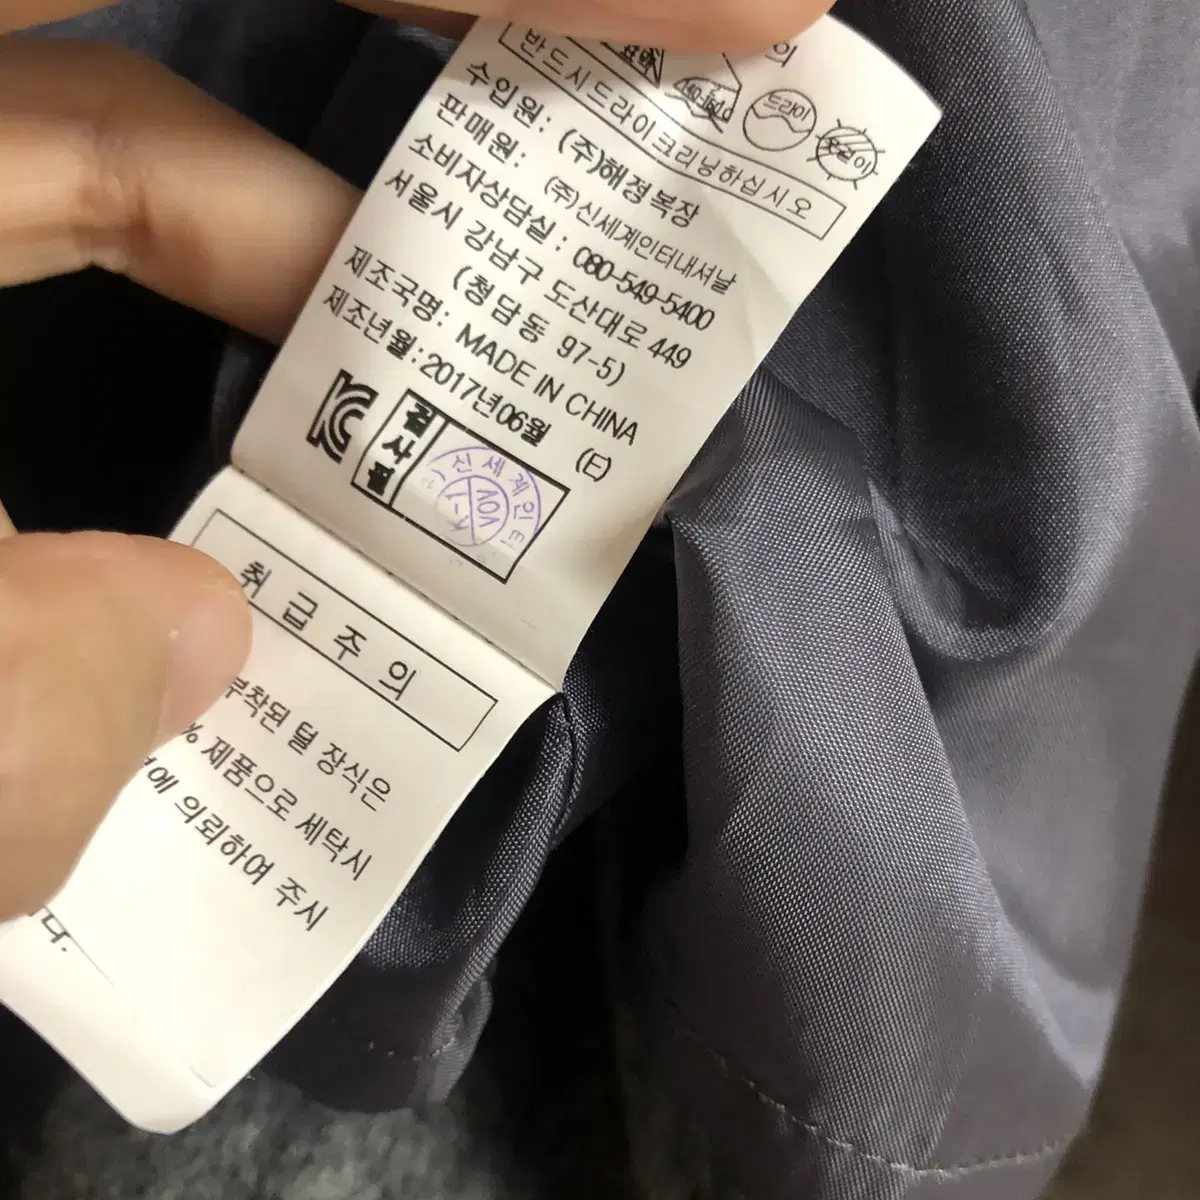 의
드라이
반드시드라이크리닝하십시오
수입원: (주)해정복장
판매원: (주)신세계인터내셔날
소비자상담실: 080-549-5400
서울시 강남구 도산대로 449
(청담동 97-5)
제조국명: MADE IN CHINA
제조년월: 2017년06월 (E)
KC
검사필
신세계인터
NOV
K-1
취급주의
부착된 털 장식은
% 제품으로 세탁시
에 의뢰하여 주시
다.